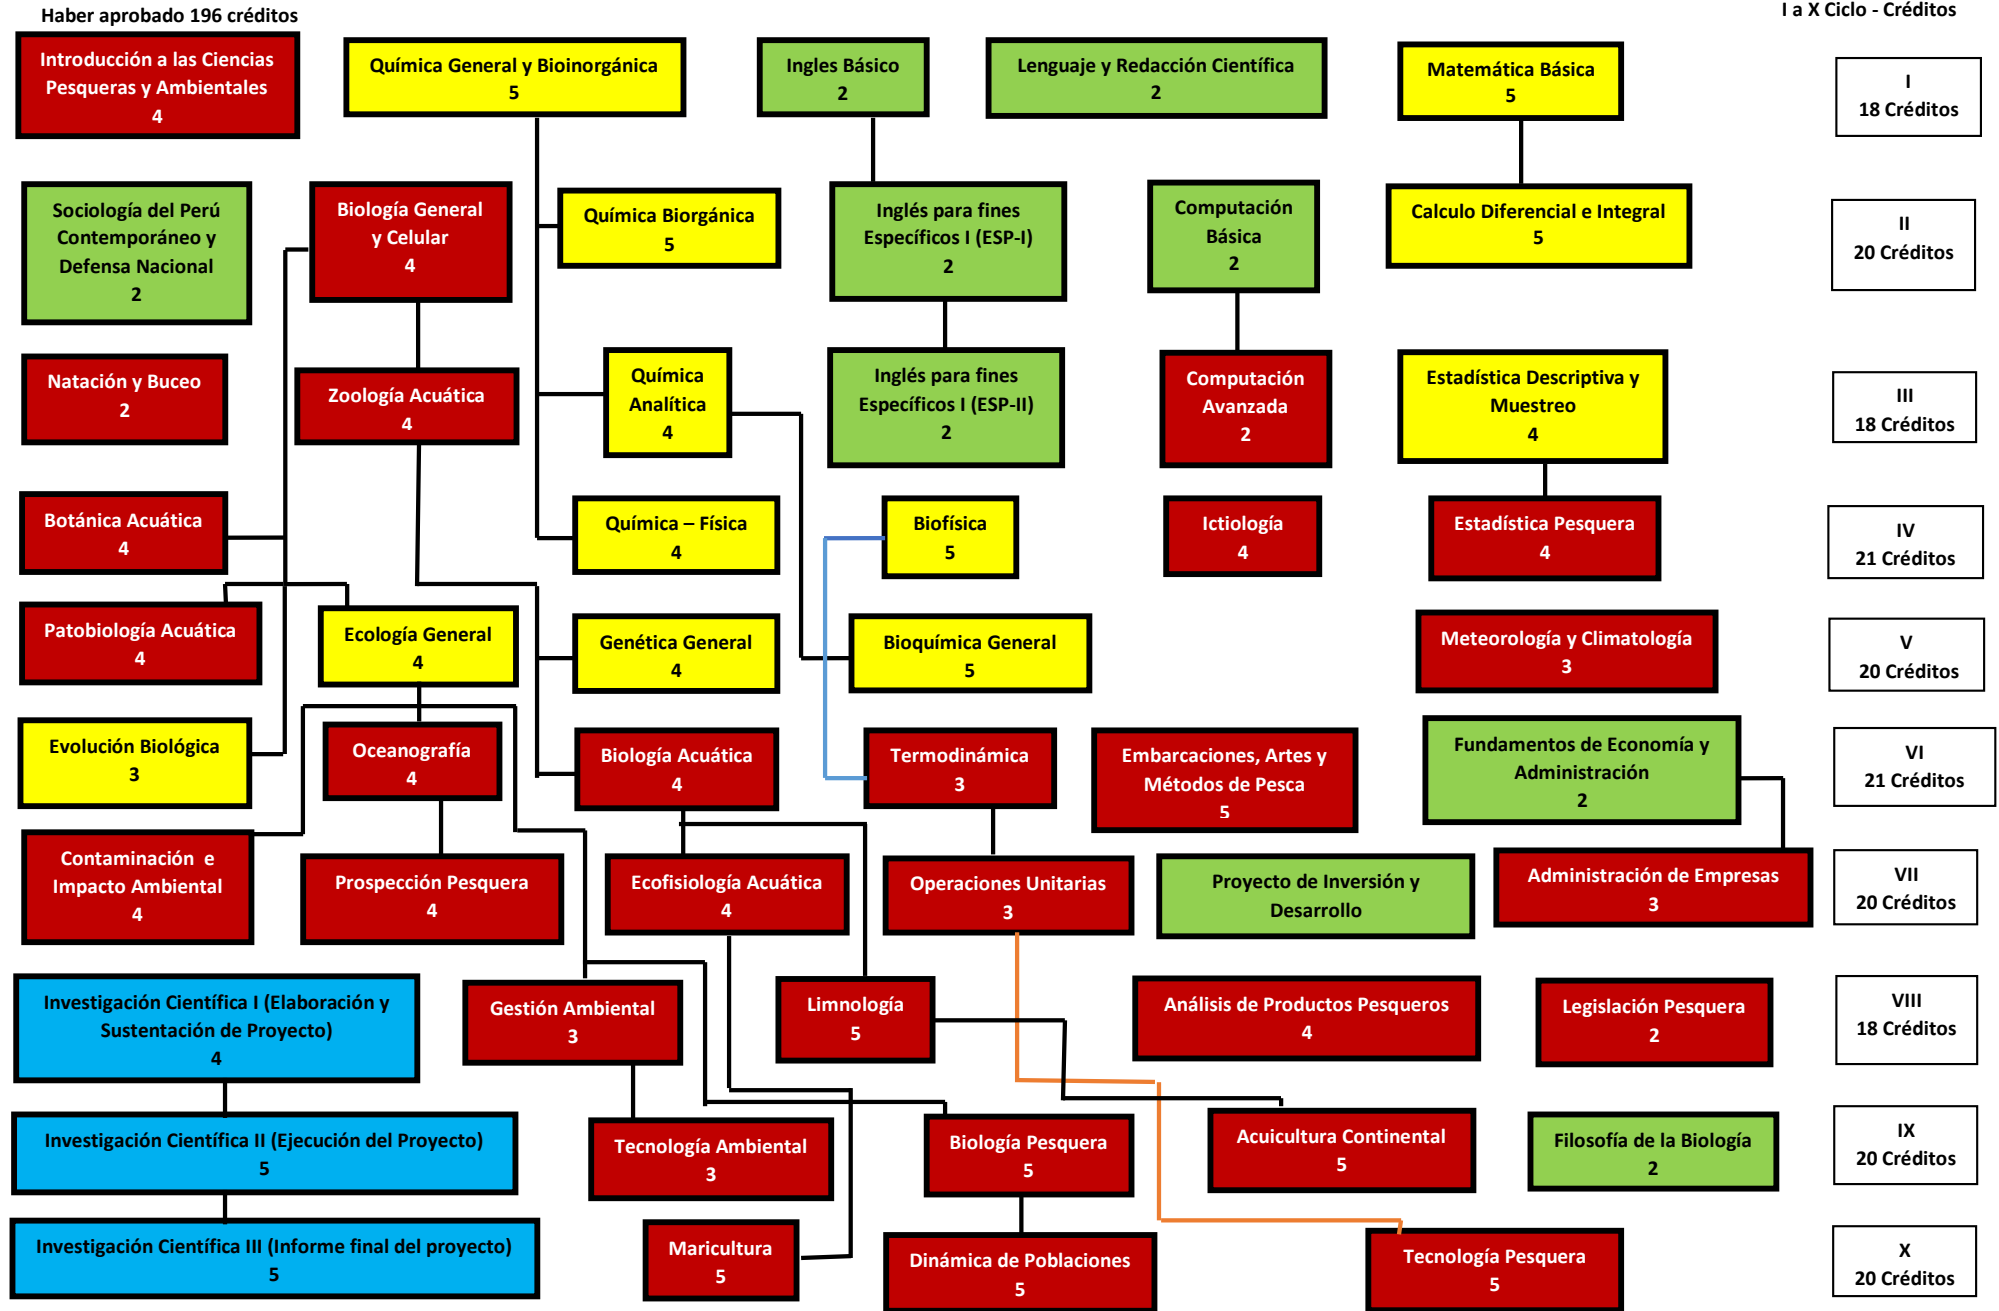 Haber aprobado 196 créditos
I a X Ciclo - Créditos
Introducción a las Ciencias
Pesqueras y Ambientales
4
Química General y Bioinorgánica
5
Ingles Básico
2
Lenguaje y Redacción Científica
2
Matemática Básica
5
I
18 Créditos
Sociología del Perú
Contemporáneo y
Defensa Nacional
2
Biología General
y Celular
4
Química Biorgánica
5
Inglés para fines
Específicos I (ESP-I)
2
Computación
Básica
2
Calculo Diferencial e Integral
5
II
20 Créditos
Natación y Buceo
2
Zoología Acuática
4
Química
Analítica
4
Inglés para fines
Específicos I (ESP-II)
2
Computación
Avanzada
2
Estadística Descriptiva y
Muestreo
4
III
18 Créditos
Botánica Acuática
4
Química – Física
4
Biofísica
5
Ictiología
4
Estadística Pesquera
4
IV
21 Créditos
Patobiología Acuática
4
Ecología General
4
Genética General
4
Bioquímica General
5
Meteorología y Climatología
3
V
20 Créditos
Evolución Biológica
3
Oceanografía
4
Biología Acuática
4
Termodinámica
3
Embarcaciones, Artes y
Métodos de Pesca
5
Fundamentos de Economía y
Administración
2
VI
21 Créditos
Contaminación e
Impacto Ambiental
4
Prospección Pesquera
4
Ecofisiología Acuática
4
Operaciones Unitarias
3
Proyecto de Inversión y
Desarrollo
Administración de Empresas
3
VII
20 Créditos
Investigación Científica I (Elaboración y
Sustentación de Proyecto)
4
Gestión Ambiental
3
Limnología
5
Análisis de Productos Pesqueros
4
Legislación Pesquera
2
VIII
18 Créditos
Investigación Científica II (Ejecución del Proyecto)
5
Tecnología Ambiental
3
Biología Pesquera
5
Acuicultura Continental
5
Filosofía de la Biología
2
IX
20 Créditos
Investigación Científica III (Informe final del proyecto)
5
Maricultura
5
Dinámica de Poblaciones
5
Tecnología Pesquera
5
X
20 Créditos